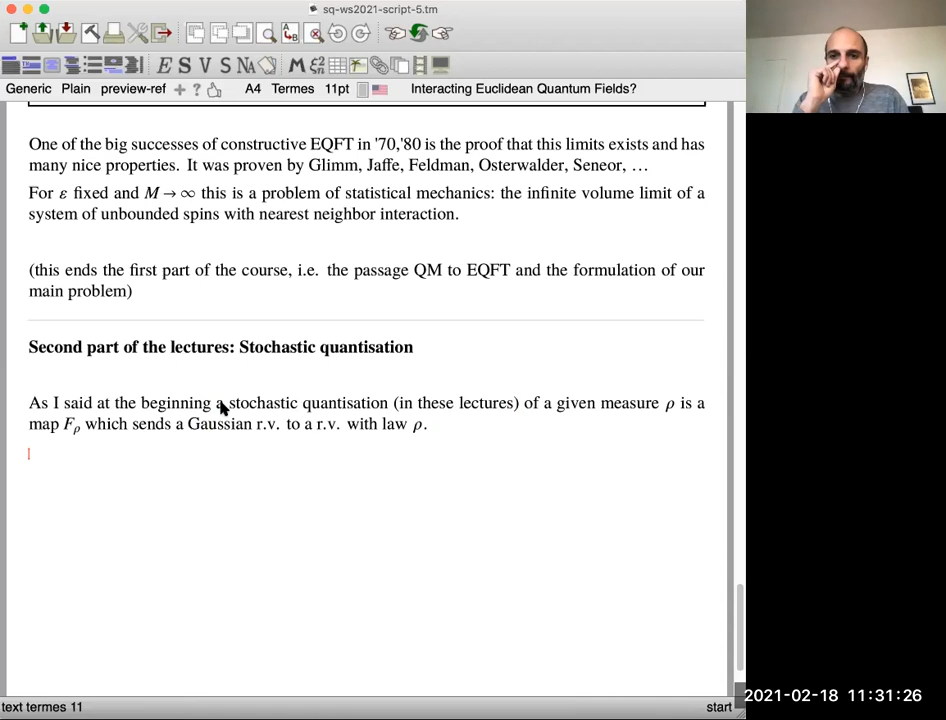 sq-ws2021-script-5.tm
E S V S NA M
Generic Plain preview-ref + ? A4 Termes 11pt Interacting Euclidean Quantum Fields?
One of the big successes of constructive EQFT in '70,'80 is the proof that this limits exists and has
many nice properties. It was proven by Glimm, Jaffe, Feldman, Osterwalder, Seneor, …
For ε fixed and M → ∞ this is a problem of statistical mechanics: the infinite volume limit of a
system of unbounded spins with nearest neighbor interaction.
(this ends the first part of the course, i.e. the passage QM to EQFT and the formulation of our
main problem)
Second part of the lectures: Stochastic quantisation
As I said at the beginning a stochastic quantisation (in these lectures) of a given measure ρ is a
map Fρ which sends a Gaussian r.v. to a r.v. with law ρ.
text termes 11 start
2021-02-18 11:31:26